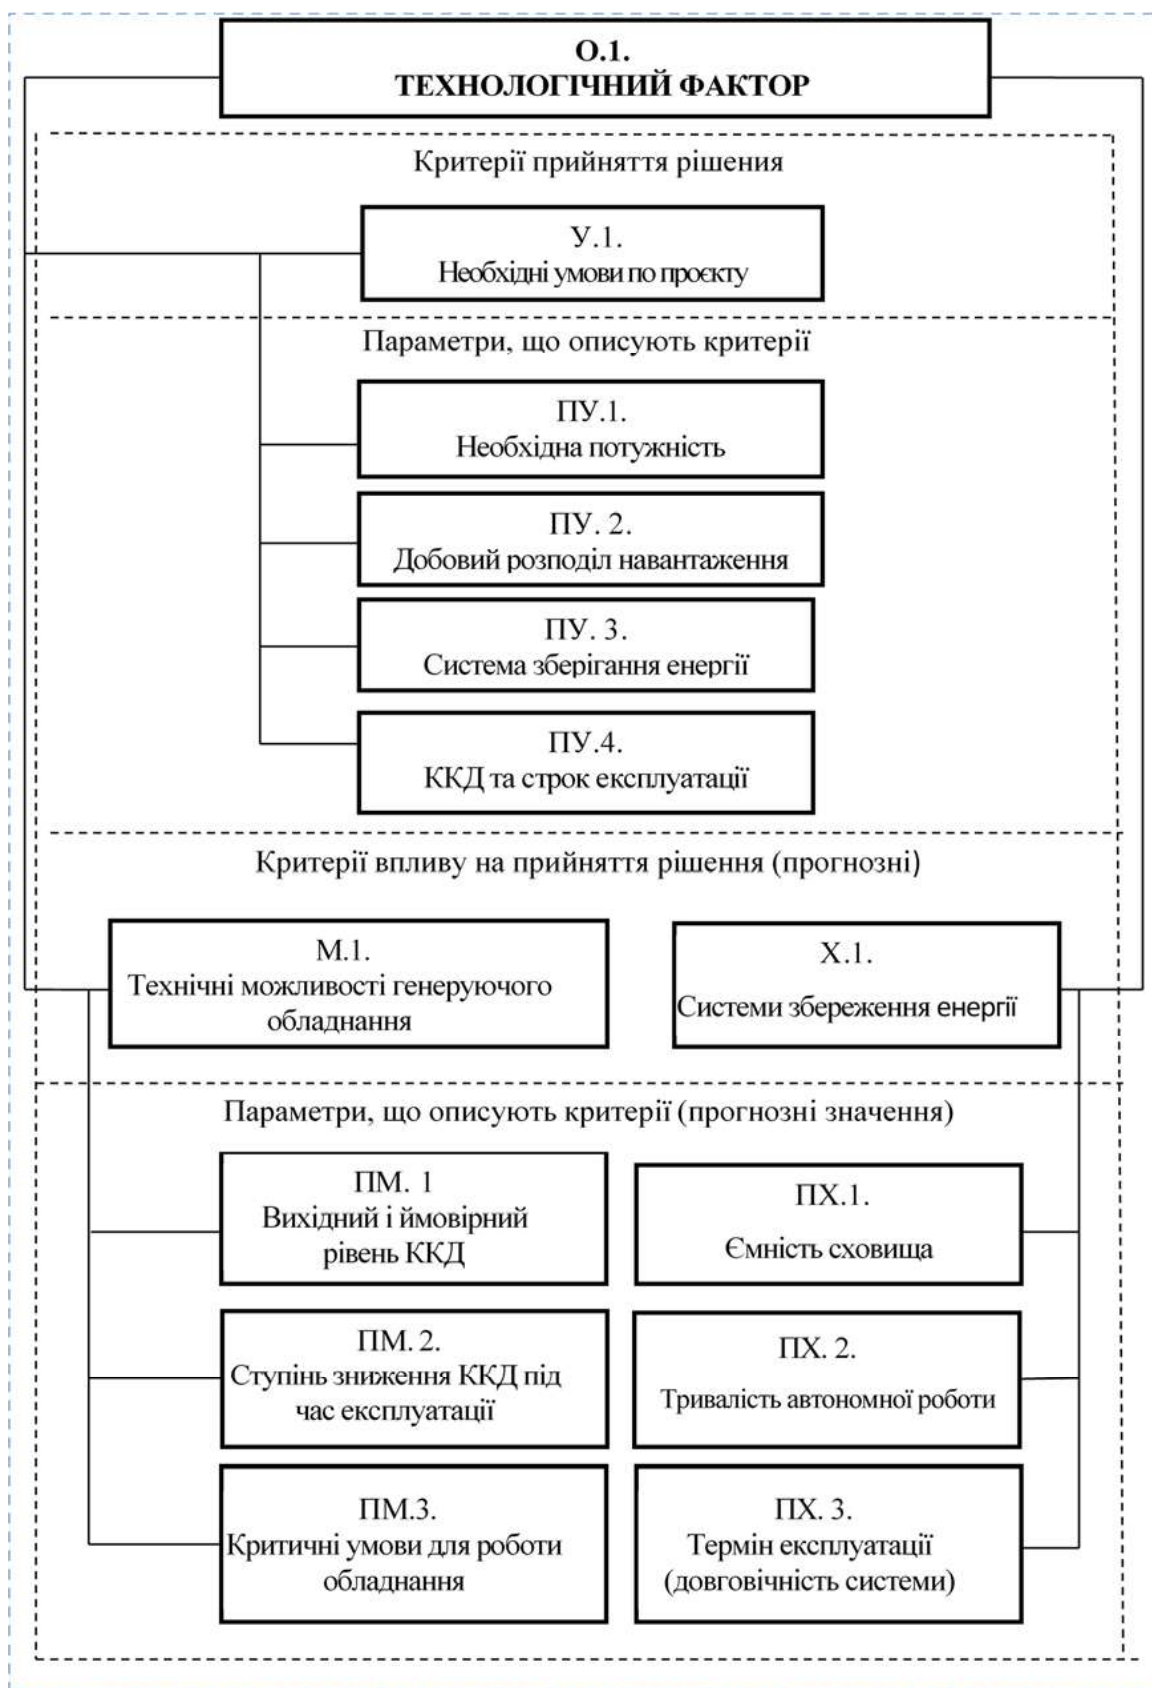 О.1.
ТЕХНОЛОГІЧНИЙ ФАКТОР
Критерії прийняття рішення
У.1.
Необхідні умови по проєкту
Параметри, що описують критерії
ПУ.1.
Необхідна потужність
ПУ. 2.
Добовий розподіл навантаження
ПУ. 3.
Система зберігання енергії
ПУ.4.
ККД та строк експлуатації
Критерії впливу на прийняття рішення (прогнозні)
М.1.
Технічні можливості генеруючого
обладнання
Х.1.
Системи збереження енергії
Параметри, що описують критерії (прогнозні значення)
ПМ. 1
Вихідний і ймовірний
рівень ККД
ПХ.1.
Ємність сховища
ПМ. 2.
Ступінь зниження ККД під
час експлуатації
ПХ. 2.
Тривалість автономної роботи
ПМ.3.
Критичні умови для роботи
обладнання
ПХ. 3.
Термін експлуатації
(довговічність системи)